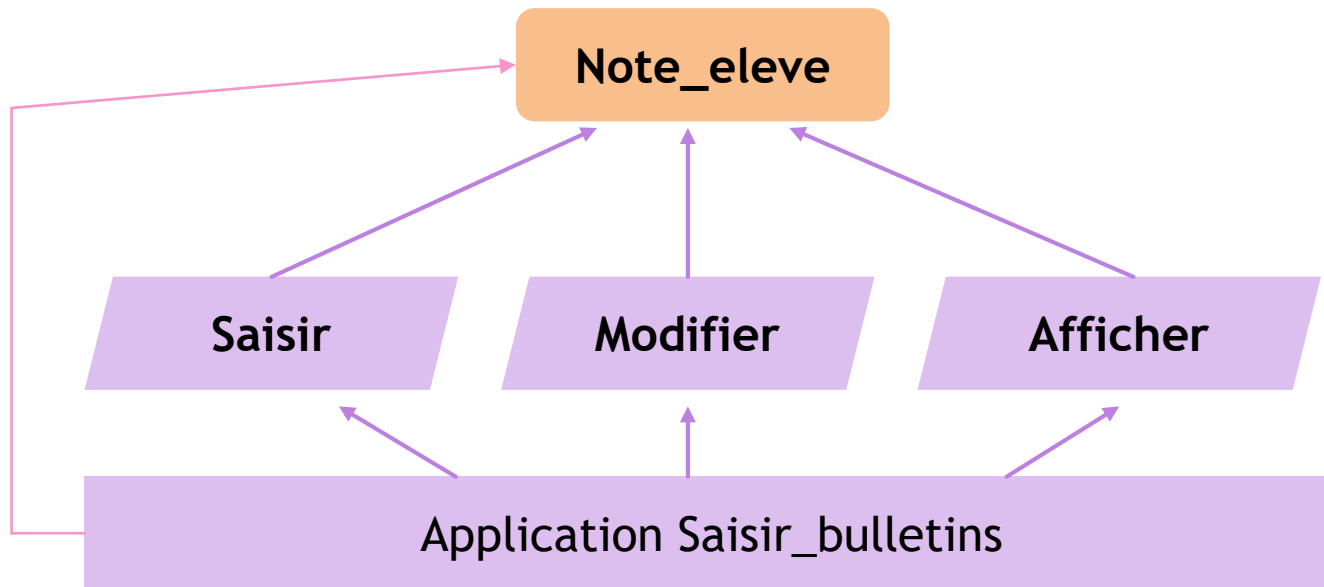 Note_eleve
Saisir
Modifier
Afficher
Application Saisir_bulletins